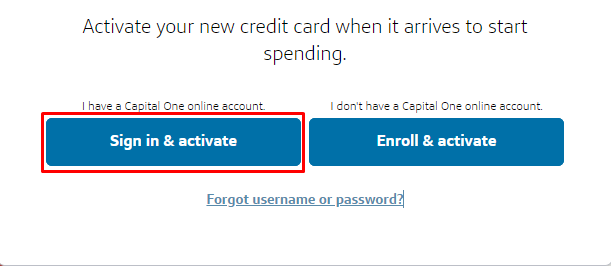 Activate your new credit card when it arrives to start
spending.
I have a Capital One online account.
I don't have a Capital One online account.
Sign in & activate
Enroll & activate
Forgot username or password?